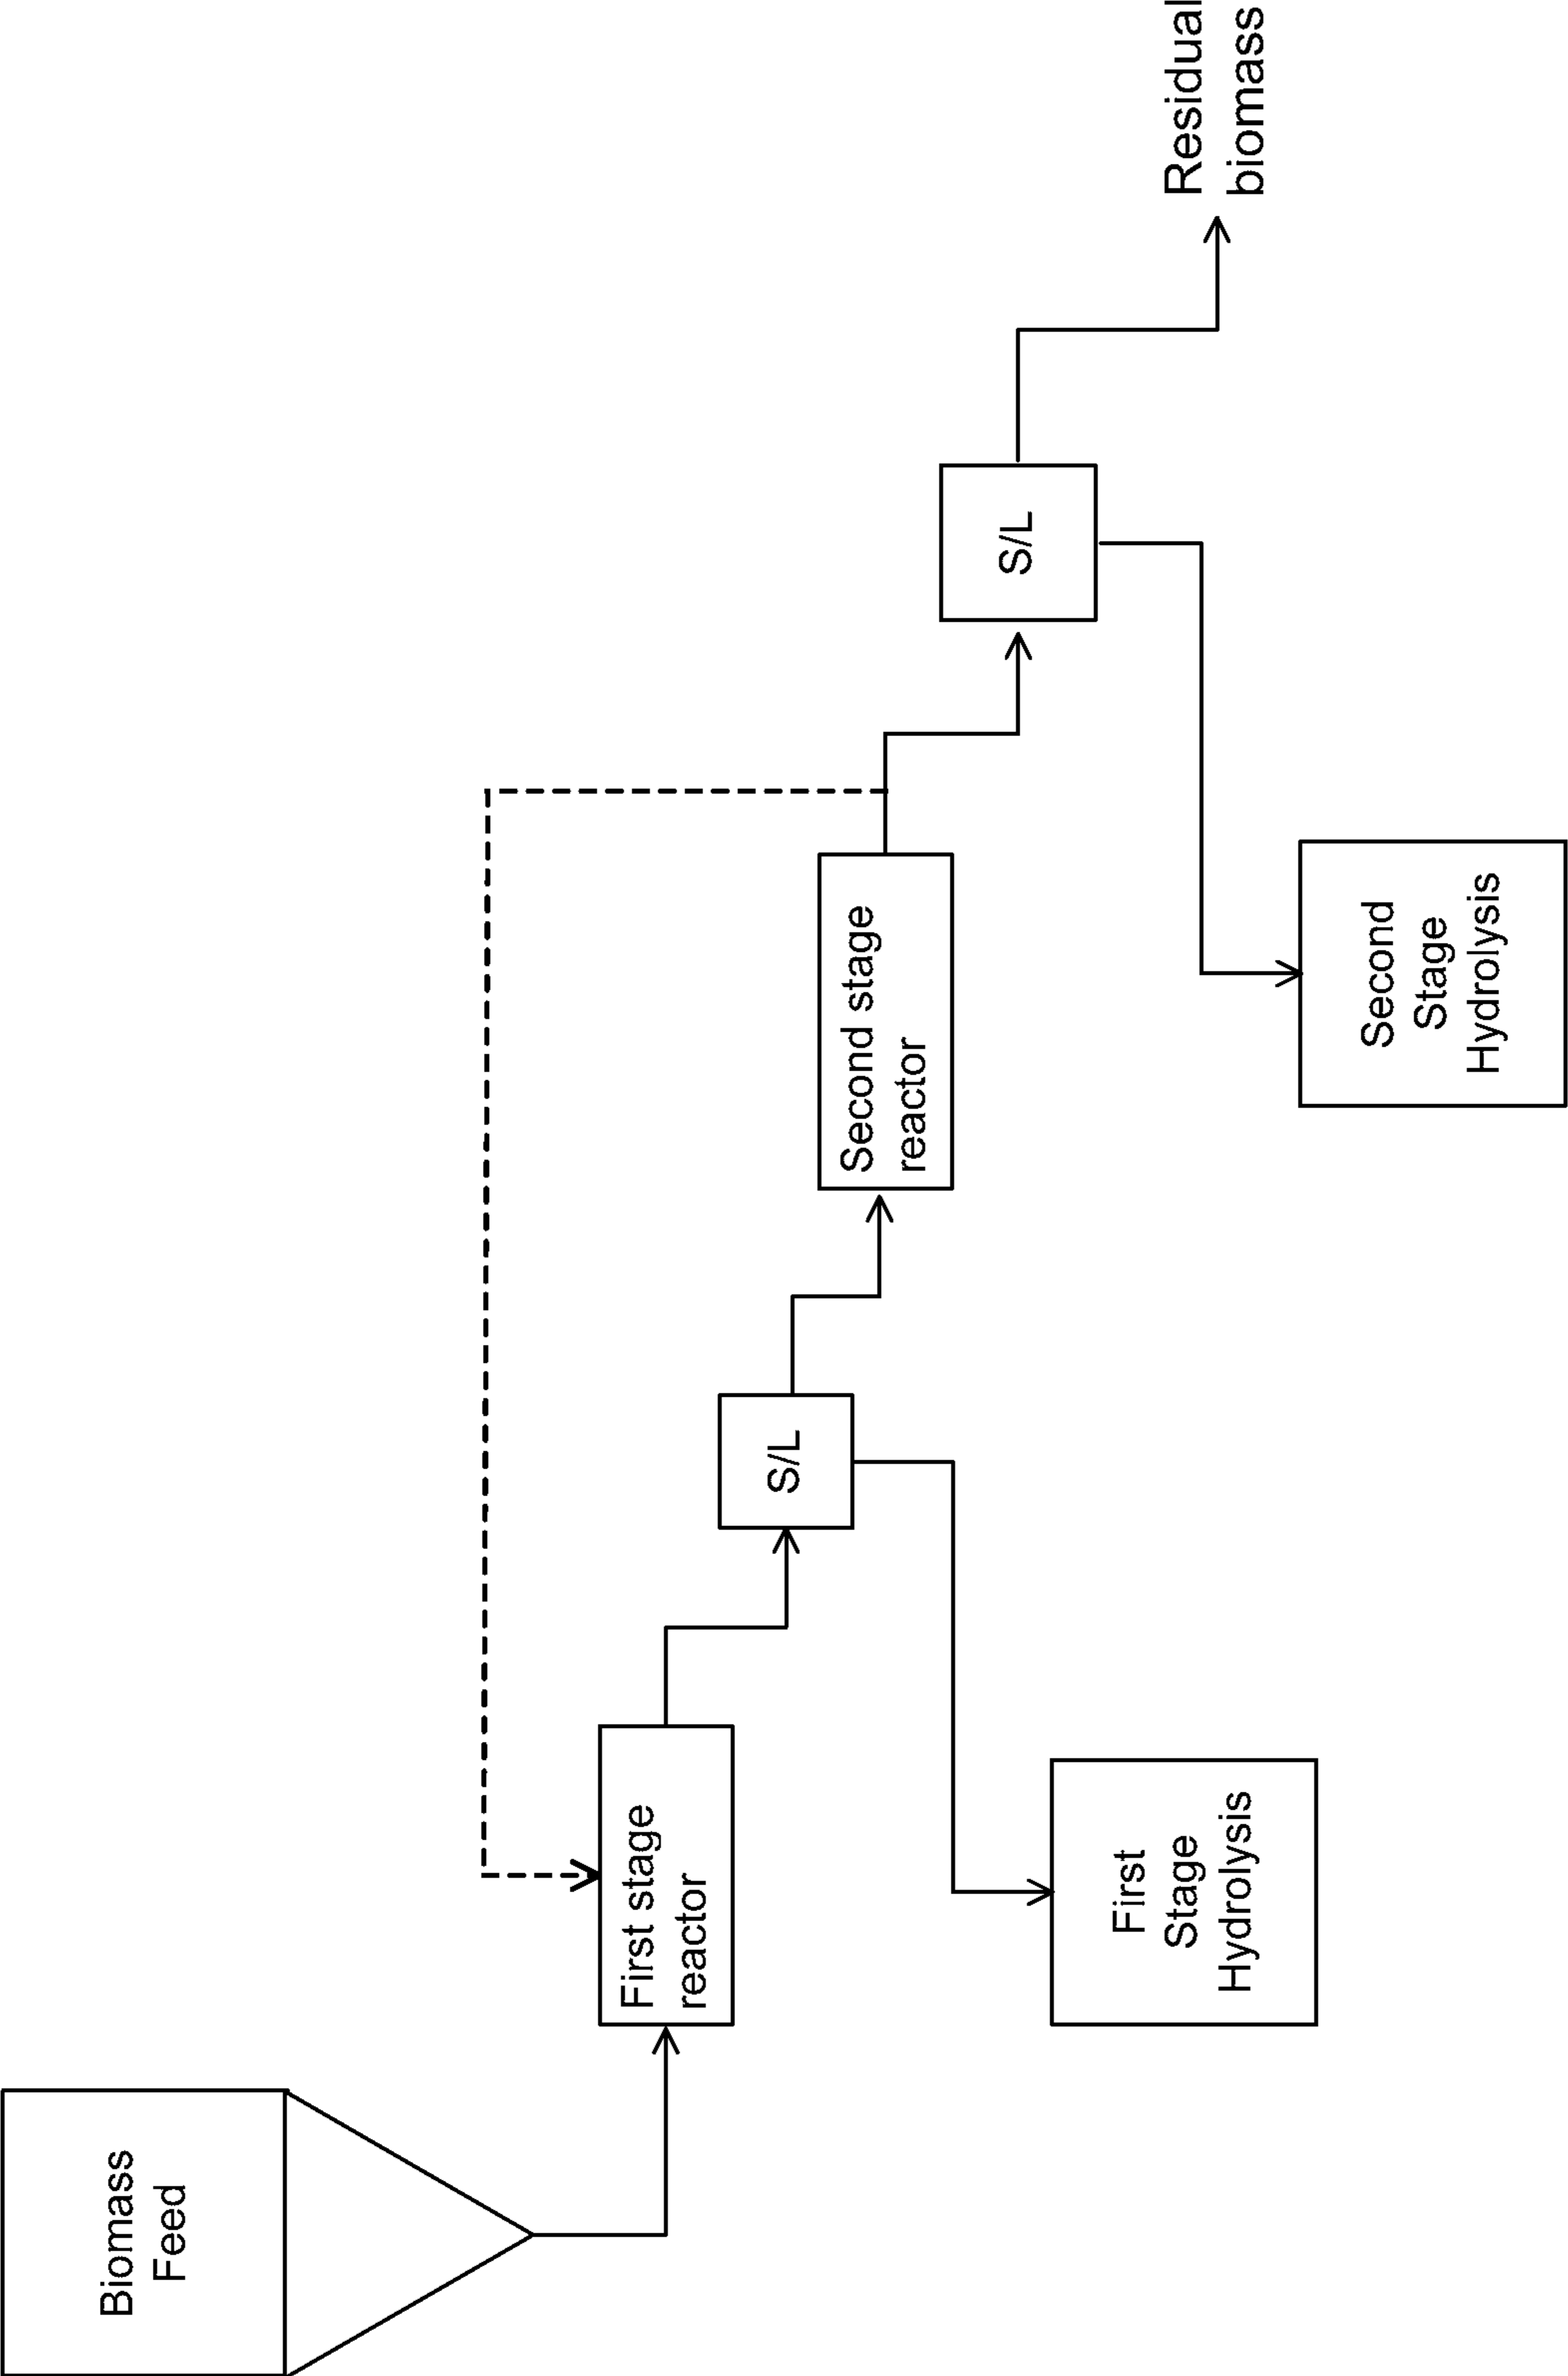 Biomass
Feed
First stage
reactor
S/L
First
Stage
Hydrolysis
Second stage
reactor
S/L
Second
Stage
Hydrolysis
Residual
biomass